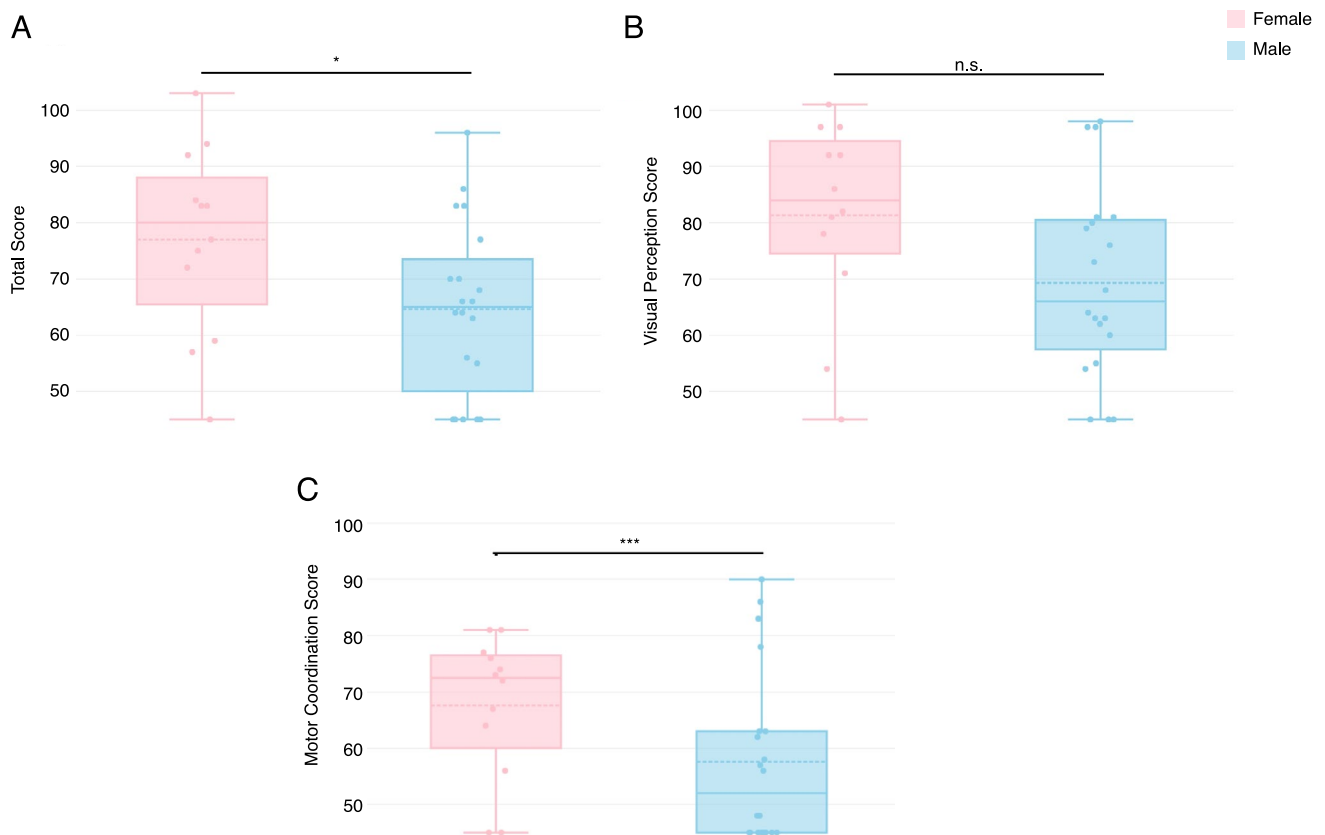 A
B
Female
Male
*
n.s.
Total Score
100
90
80
70
60
50
Visual Perception Score
100
90
80
70
60
50
C
***
Motor Coordination Score
100
90
80
70
60
50